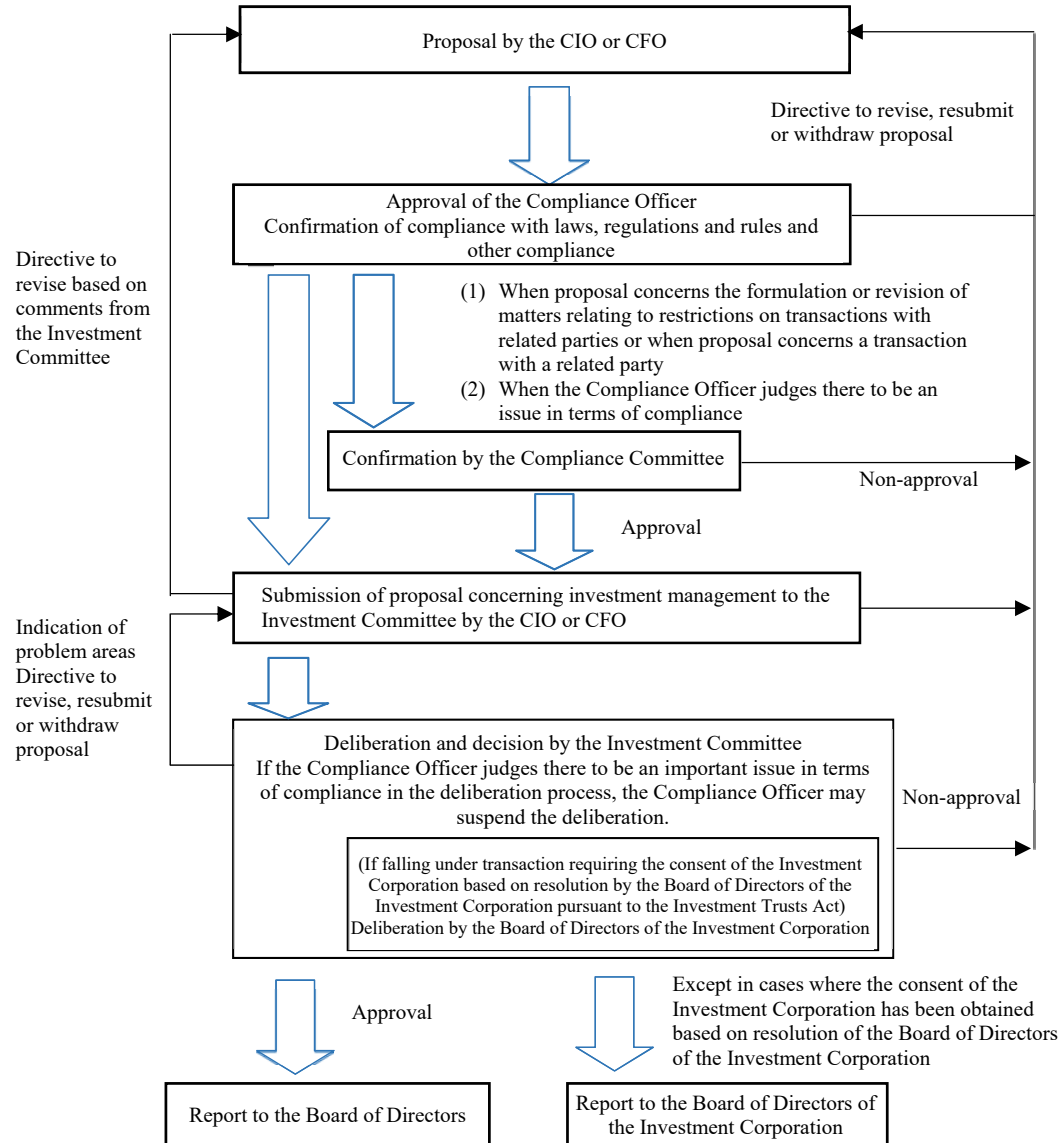 Proposal by the CIO or CFO
Directive to revise, resubmit
or withdraw proposal
Approval of the Compliance Officer
Confirmation of compliance with laws, regulations and rules and
other compliance
Directive to
revise based on
comments from
the Investment
Committee
(1) When proposal concerns the formulation or revision of
matters relating to restrictions on transactions with
related parties or when proposal concerns a transaction
with a related party
(2) When the Compliance Officer judges there to be an
issue in terms of compliance
Confirmation by the Compliance Committee
Non-approval
Approval
Submission of proposal concerning investment management to the
Investment Committee by the CIO or CFO
Indication of
problem areas
Directive to
revise, resubmit
or withdraw
proposal
Deliberation and decision by the Investment Committee
If the Compliance Officer judges there to be an important issue in terms
of compliance in the deliberation process, the Compliance Officer may
suspend the deliberation.
Non-approval
(If falling under transaction requiring the consent of the Investment
Corporation based on resolution by the Board of Directors of the
Investment Corporation pursuant to the Investment Trusts Act)
Deliberation by the Board of Directors of the Investment Corporation
Approval
Except in cases where the consent of the
Investment Corporation has been obtained
based on resolution of the Board of Directors
of the Investment Corporation
Report to the Board of Directors
Report to the Board of Directors of
the Investment Corporation